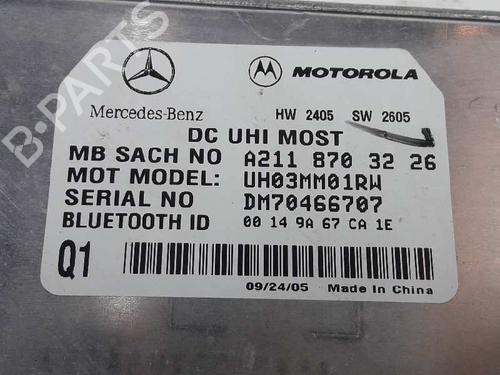 B-PARTS
MOTOROLA
Mercedes-Benz
HW 2405 SW 2605
DC UHI MOST
MB SACH NO A211 870 32 26
MOT MODEL: UH03MM01RW
SERIAL NO DM70466707
BLUETOOTH ID 00 14 9A 67 CA 1E
Q1
09/24/05 Made In China